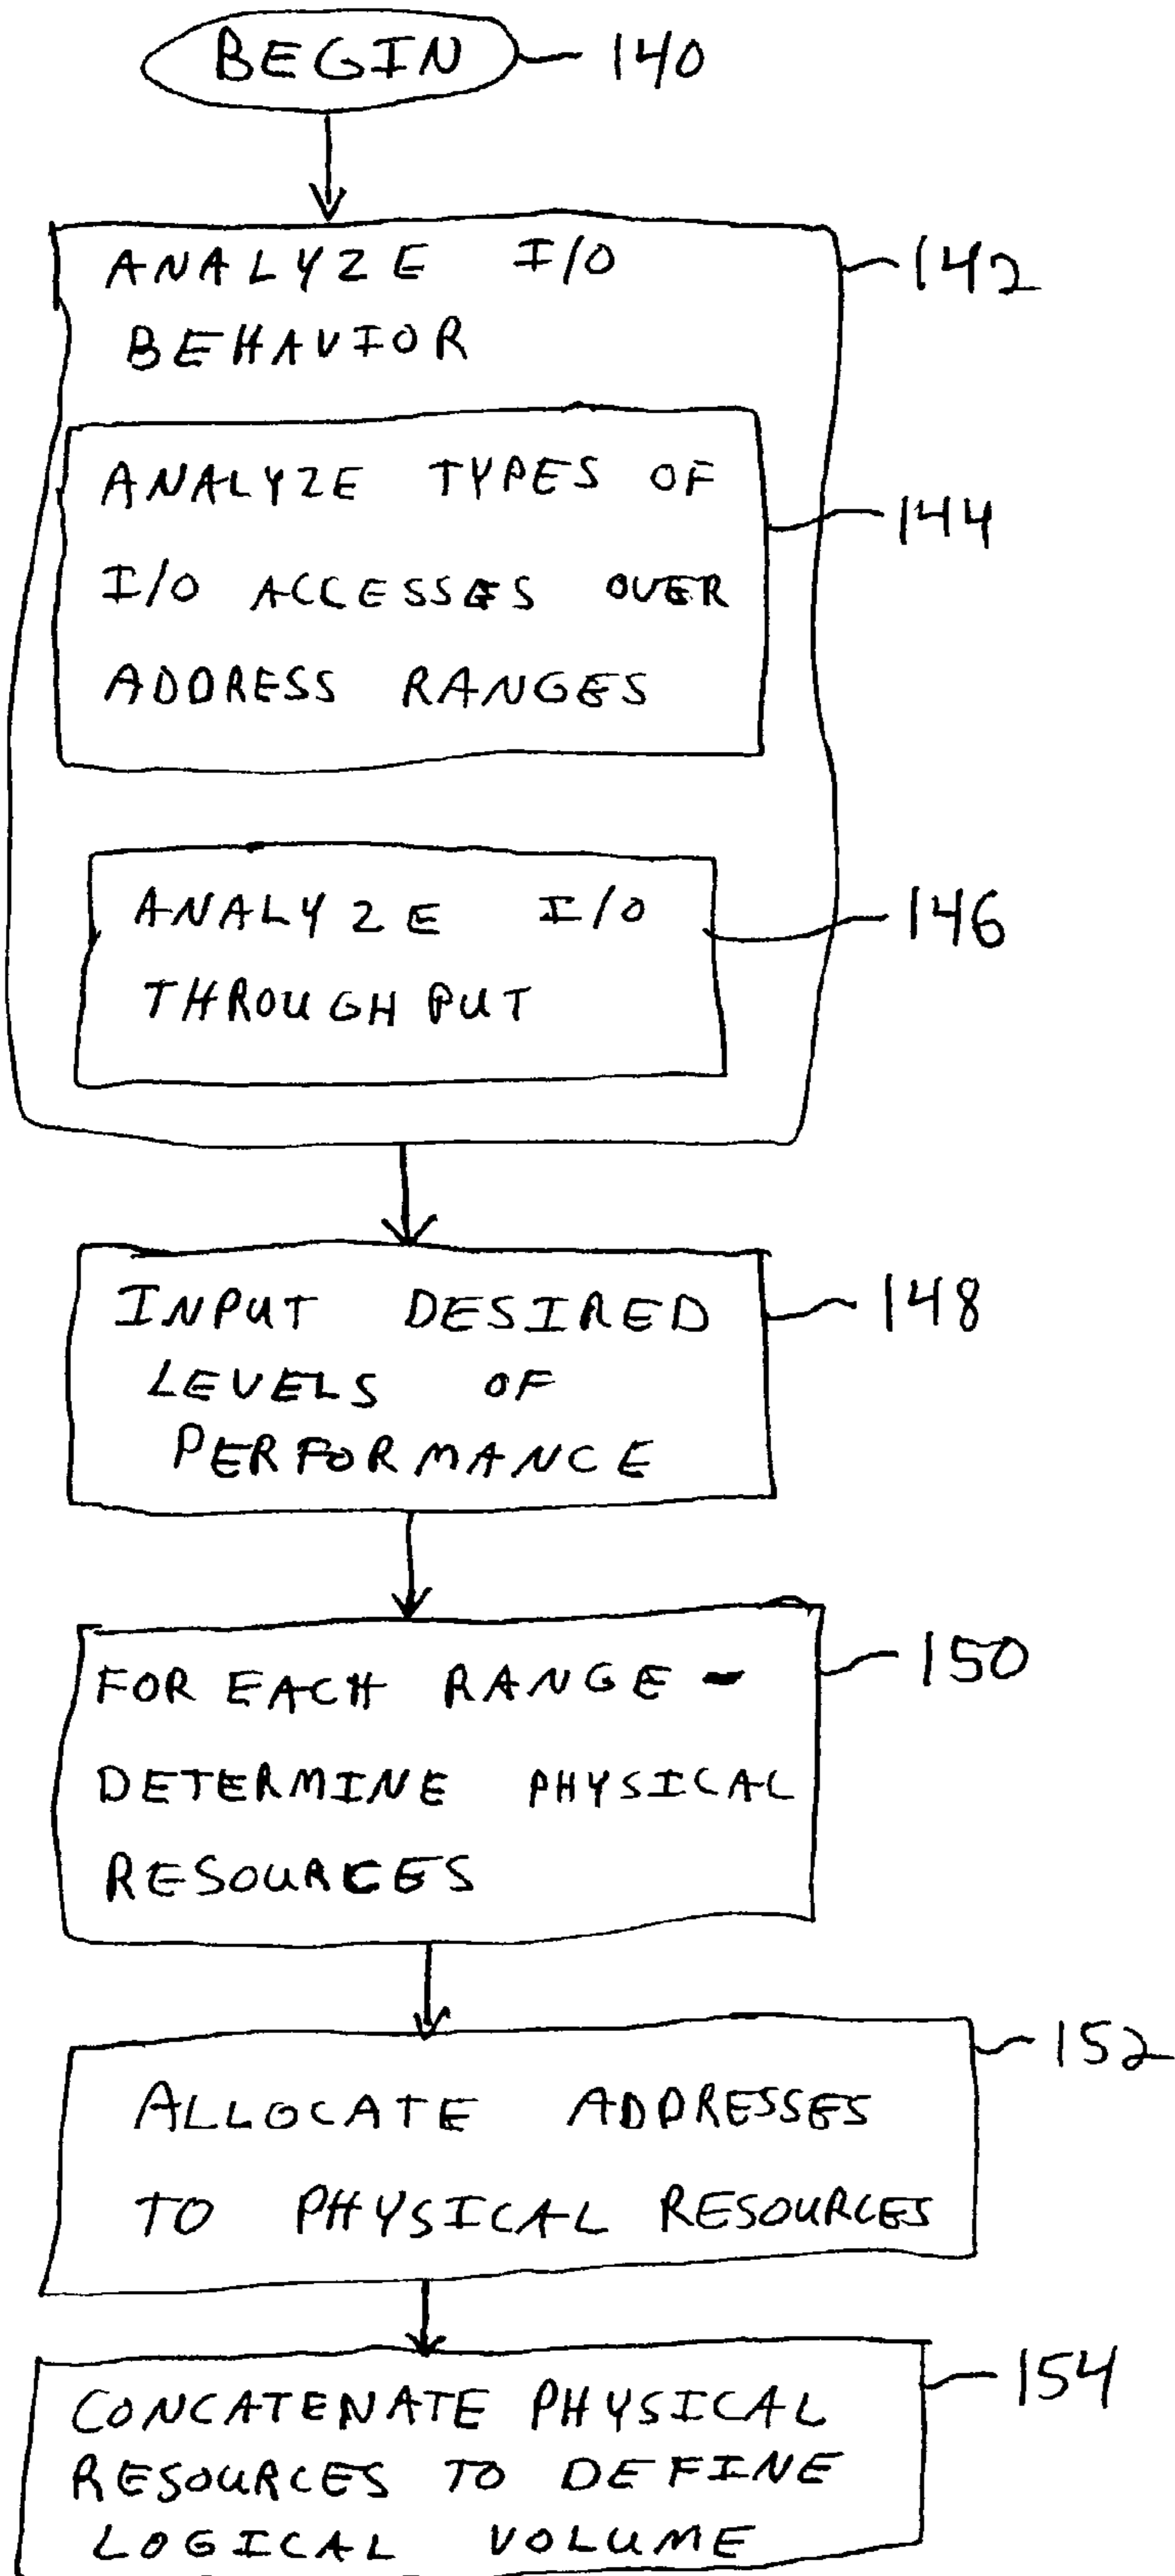 BEGIN 140
ANALYZE I/O 142
BEHAVIOR
ANALYZE TYPES OF
144
I/O ACCESSES OVER
ADDRESS RANGES
ANALYZE I/O 146
THROUGHPUT
INPUT DESIRED 148
LEVELS OF
PERFORMANCE
FOR EACH RANGE - 150
DETERMINE PHYSICAL
RESOURCES
152
ALLOCATE ADDRESSES
TO PHYSICAL RESOURCES
154
CONCATENATE PHYSICAL
RESOURCES TO DEFINE
LOGICAL VOLUME